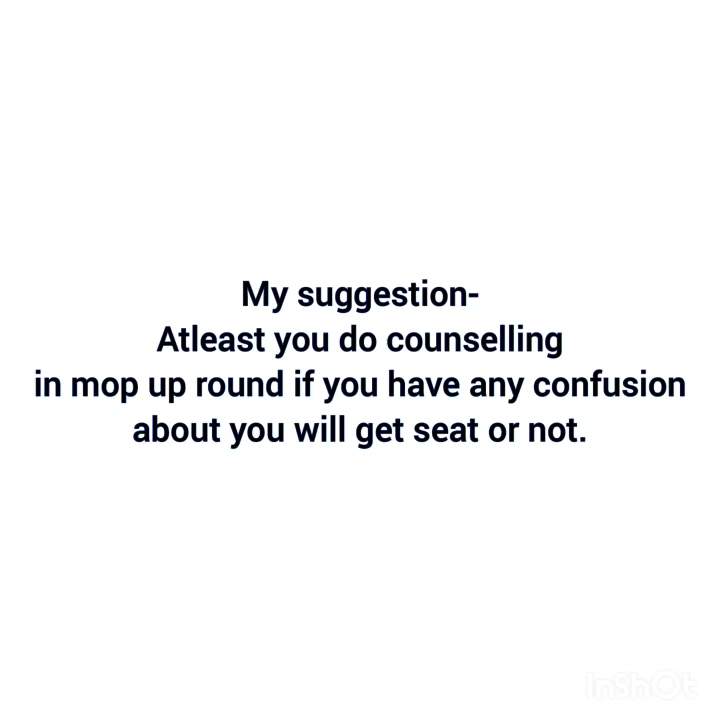 My suggestion-
Atleast you do counselling
in mop up round if you have any confusion
about you will get seat or not.
InShOt